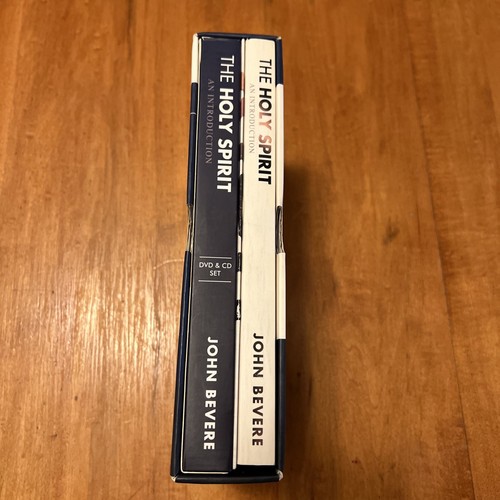 THE HOLY SPIRIT
AN INTRODUCTION
DVD & CD
SET
JOHN BEVERE
THE HOLY SPIRIT
AN INTRODUCTION
JOHN BEVERE